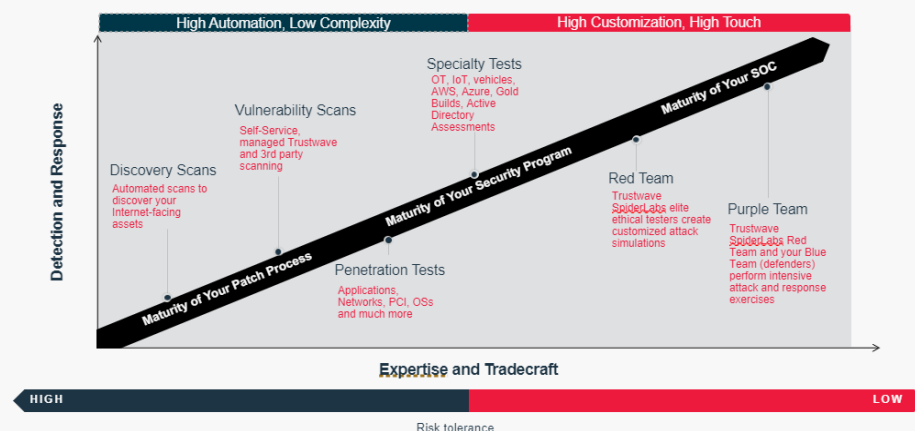 High Automation, Low Complexity
High Customization, High Touch
Detection and Response
Discovery Scans
Automated scans to
discover your
Internet-facing
assets
Vulnerability Scans
Self-Service,
managed Trustwave
and 3rd party
scanning
Specialty Tests
OT, IoT, vehicles,
AWS, Azure, Gold
Builds, Active
Directory
Assessments
Maturity of Your Patch Process
Maturity of Your Security Program
Maturity of Your SOC
Penetration Tests
Applications,
Networks, PCI, OSs
and much more
Red Team
Trustwave
SpiderLabs elite
ethical testers create
customized attack
simulations
Purple Team
Trustwave
SpiderLabs Red
Team and your Blue
Team (defenders)
perform intensive
attack and response
exercises
Expertise and Tradecraft
HIGH
LOW
Risk tolerance